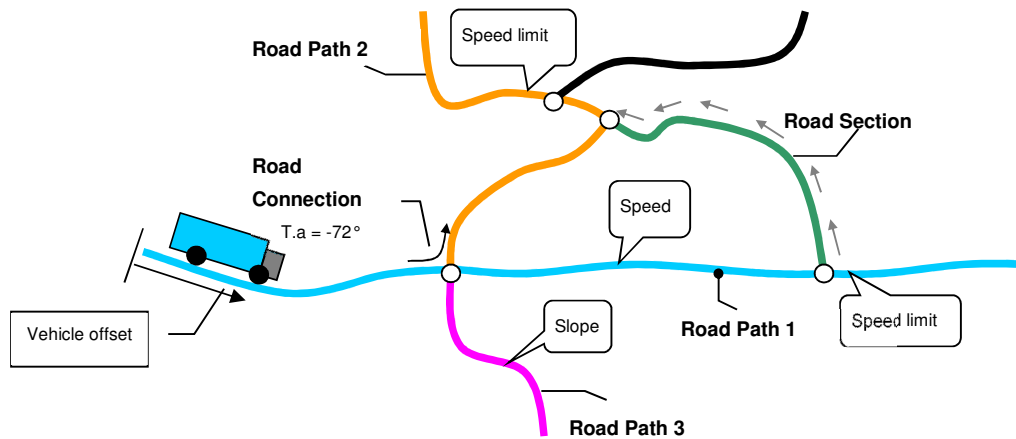 Speed limit
Road Path 2
Road Section
Road
Connection
T.a = -72°
Speed
Vehicle offset
Slope
Road Path 1
Speed limit
Road Path 3